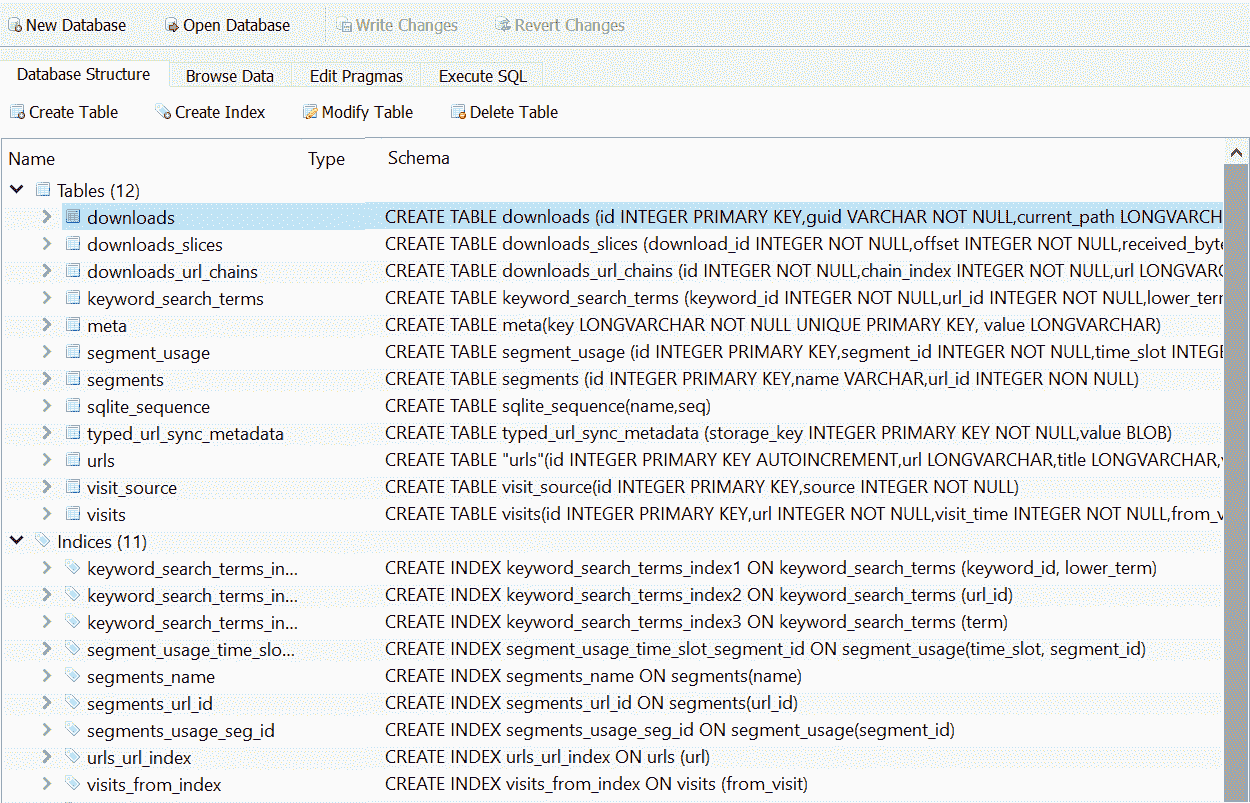 New Database Open Database Write Changes Revert Changes
Database Structure Browse Data Edit Pragmas Execute SQL
Create Table Create Index Modify Table Delete Table
Name Type Schema
Tables (12)
downloads CREATE TABLE downloads (id INTEGER PRIMARY KEY,guid VARCHAR NOT NULL,current_path LONGVARCH
downloads_slices CREATE TABLE downloads_slices (download_id INTEGER NOT NULL,offset INTEGER NOT NULL,received_byte
downloads_url_chains CREATE TABLE downloads_url_chains (id INTEGER NOT NULL,chain_index INTEGER NOT NULL,url LONGVARC
keyword_search_terms CREATE TABLE keyword_search_terms (keyword_id INTEGER NOT NULL,url_id INTEGER NOT NULL,lower_term
meta CREATE TABLE meta(key LONGVARCHAR NOT NULL UNIQUE PRIMARY KEY, value LONGVARCHAR)
segment_usage CREATE TABLE segment_usage (id INTEGER PRIMARY KEY,segment_id INTEGER NOT NULL,time_slot INTEGE
segments CREATE TABLE segments (id INTEGER PRIMARY KEY,name VARCHAR,url_id INTEGER NON NULL)
sqlite_sequence CREATE TABLE sqlite_sequence(name,seq)
typed_url_sync_metadata CREATE TABLE typed_url_sync_metadata (storage_key INTEGER PRIMARY KEY NOT NULL,value BLOB)
urls CREATE TABLE "urls"(id INTEGER PRIMARY KEY AUTOINCREMENT,url LONGVARCHAR,title LONGVARCHAR,v
visit_source CREATE TABLE visit_source(id INTEGER PRIMARY KEY,source INTEGER NOT NULL)
visits CREATE TABLE visits(id INTEGER PRIMARY KEY,url INTEGER NOT NULL,visit_time INTEGER NOT NULL,from_v
Indices (11)
keyword_search_terms_in... CREATE INDEX keyword_search_terms_index1 ON keyword_search_terms (keyword_id, lower_term)
keyword_search_terms_in... CREATE INDEX keyword_search_terms_index2 ON keyword_search_terms (url_id)
keyword_search_terms_in... CREATE INDEX keyword_search_terms_index3 ON keyword_search_terms (term)
segment_usage_time_slo... CREATE INDEX segment_usage_time_slot_segment_id ON segment_usage(time_slot, segment_id)
segments_name CREATE INDEX segments_name ON segments(name)
segments_url_id CREATE INDEX segments_url_id ON segments(url_id)
segments_usage_seg_id CREATE INDEX segments_usage_seg_id ON segment_usage(segment_id)
urls_url_index CREATE INDEX urls_url_index ON urls (url)
visits_from_index CREATE INDEX visits_from_index ON visits (from_visit)